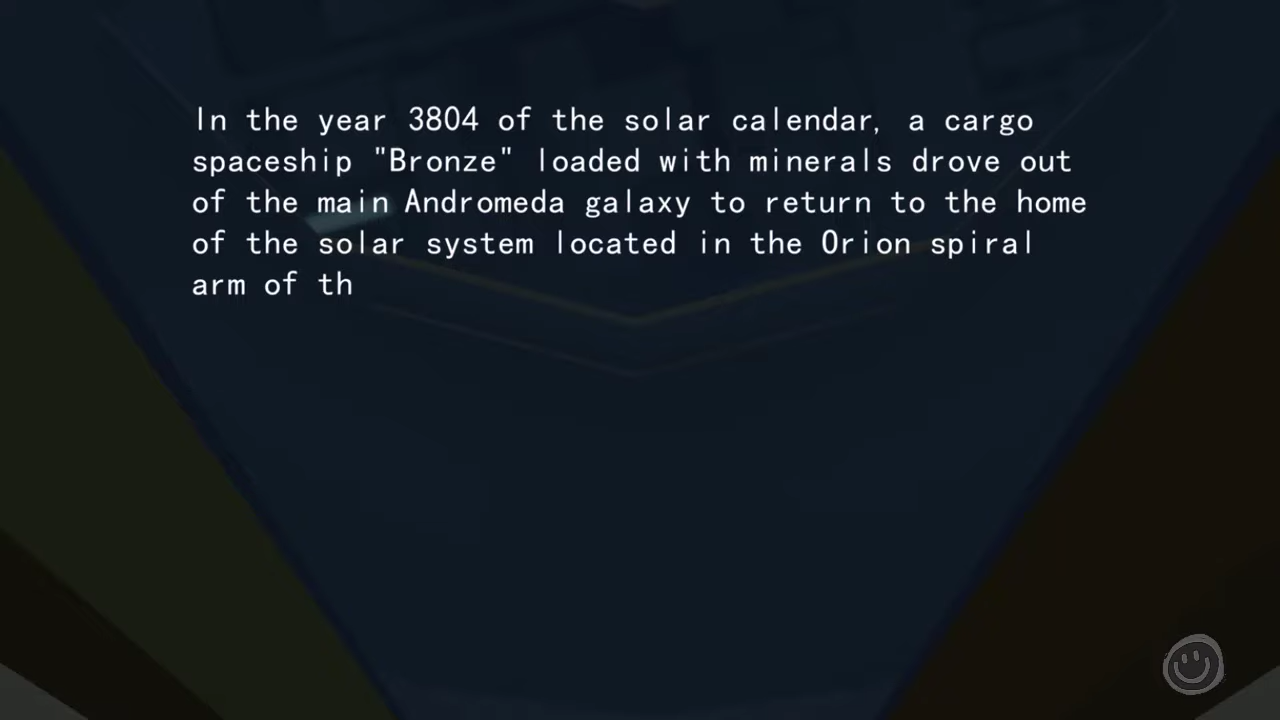 In the year 3804 of the solar calendar, a cargo
spaceship "Bronze" loaded with minerals drove out
of the main Andromeda galaxy to return to the home
of the solar system located in the Orion spiral
arm of th